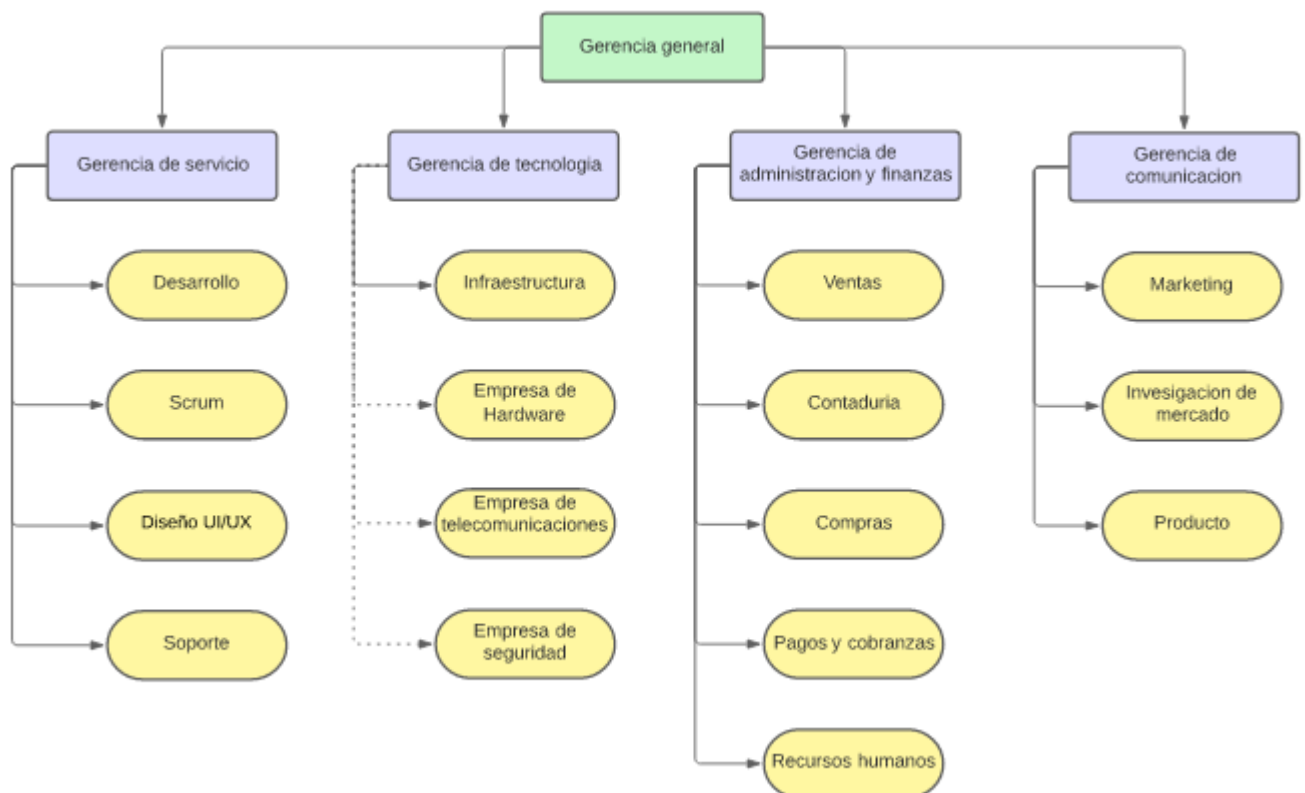 Gerencia general
Gerencia de servicio
Gerencia de tecnologia
Gerencia de
administracion y finanzas
Gerencia de
comunicacion
Desarrollo
Infraestructura
Ventas
Marketing
Scrum
Empresa de
Hardware
Contaduria
Invesigacion de
mercado
Diseño UI/UX
Empresa de
telecomunicaciones
Compras
Producto
Soporte
Empresa de
seguridad
Pagos y cobranzas
Recursos humanos